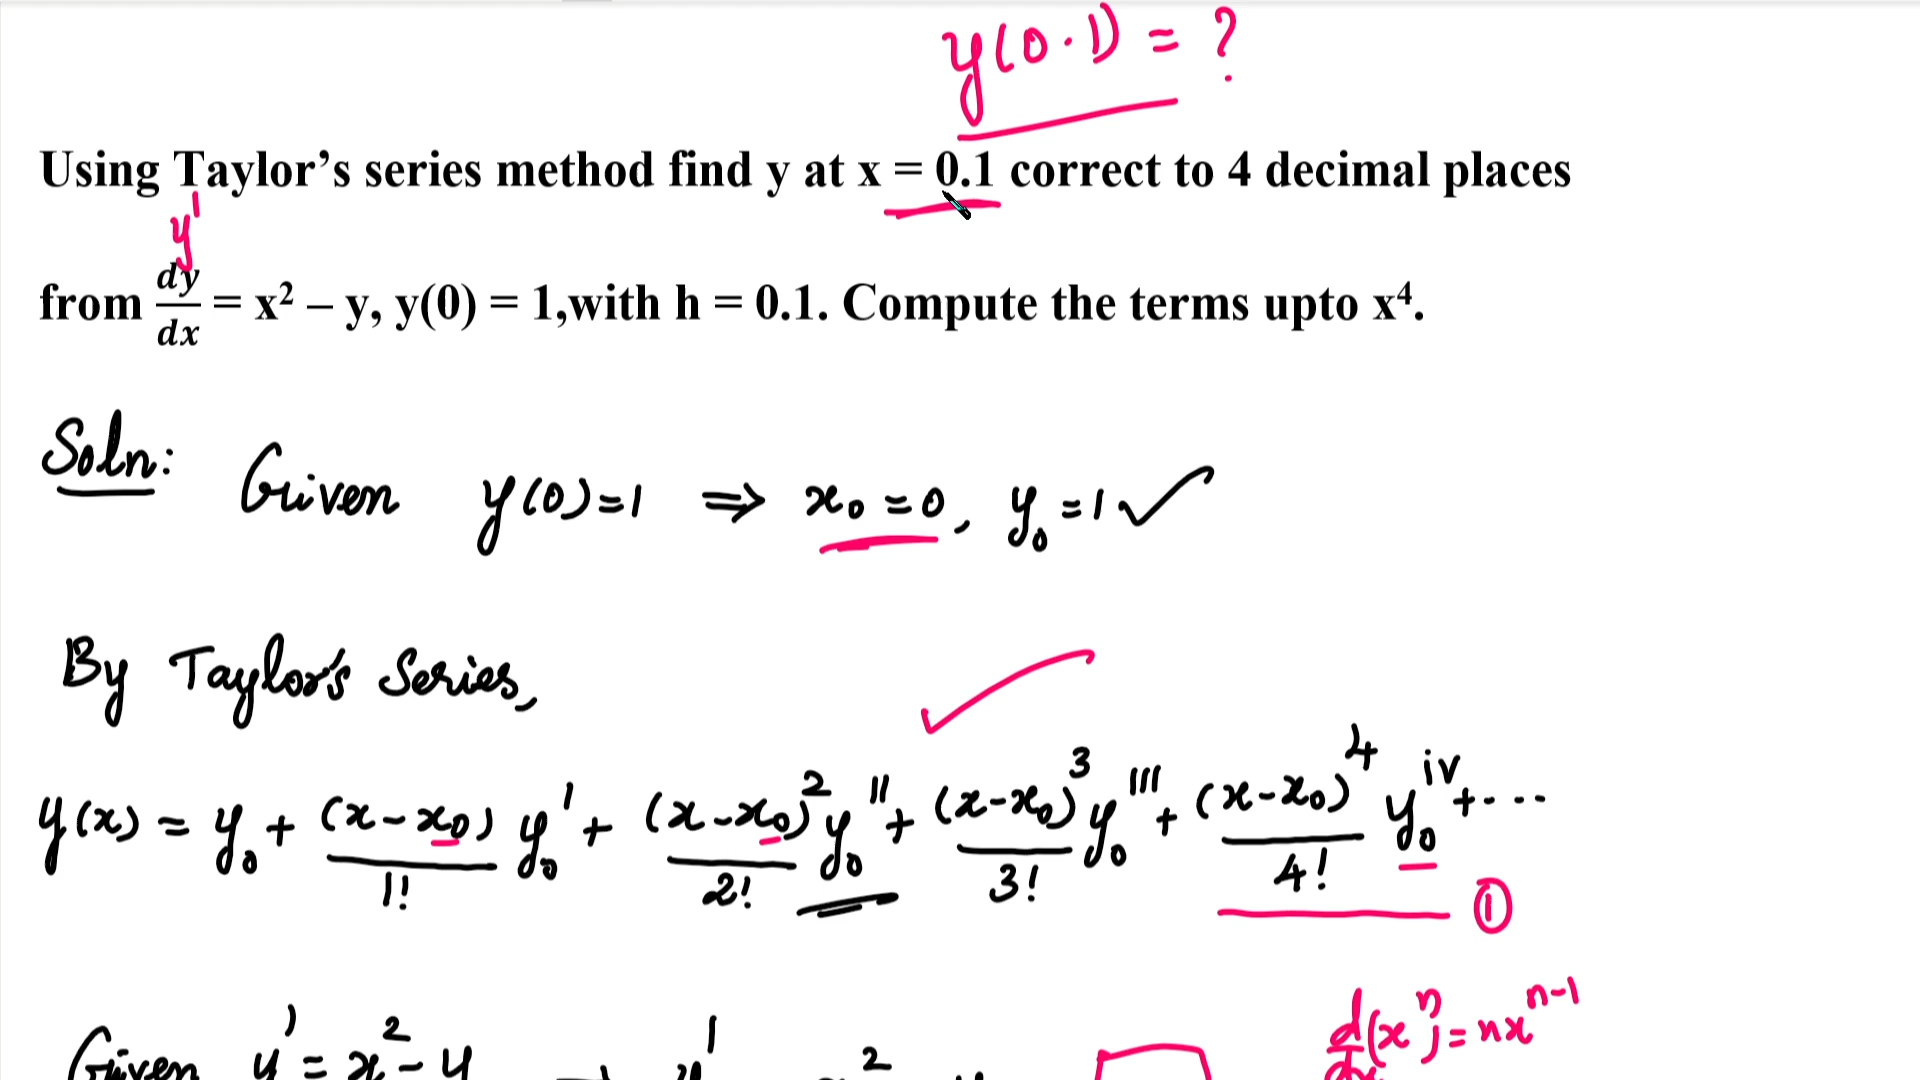 y(0.1) = ?
Using Taylor’s series method find y at x = 0.1 correct to 4 decimal places
y'
from dy/dx = x² – y, y(0) = 1,with h = 0.1. Compute the terms upto x⁴.
Soln: Given y(0)=1 ⇒ x₀ = 0, y₀ = 1 ✓
By Taylor's Series,
y(x) = y₀ + (x-x₀)/1! y₀' + (x-x₀)²/2! y₀'' + (x-x₀)³/3! y₀''' + (x-x₀)⁴/4! y₀^iv + ... ①
d/dx (xⁿ) = nxⁿ⁻¹
Given y' = x² - y